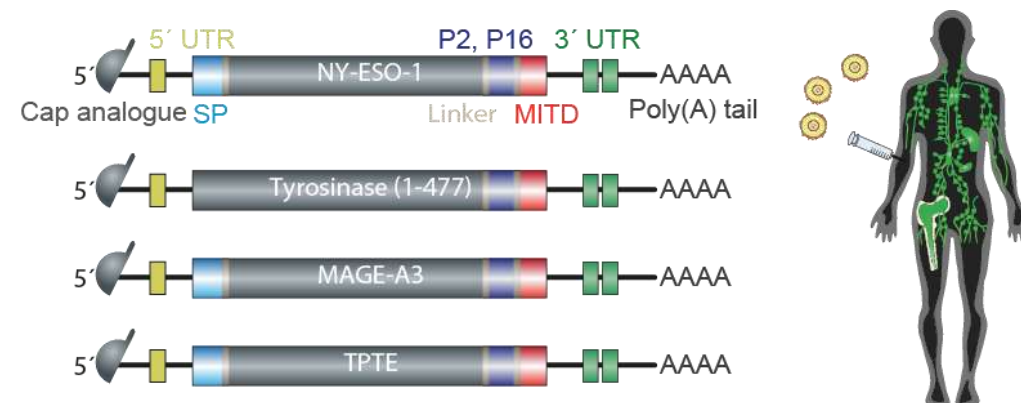 5´ UTR P2, P16 3´ UTR
5´ NY-ESO-1 AAAA
Cap analogue SP Linker MITD Poly(A) tail
5´ Tyrosinase (1-477) AAAA
5´ MAGE-A3 AAAA
5´ TPTE AAAA